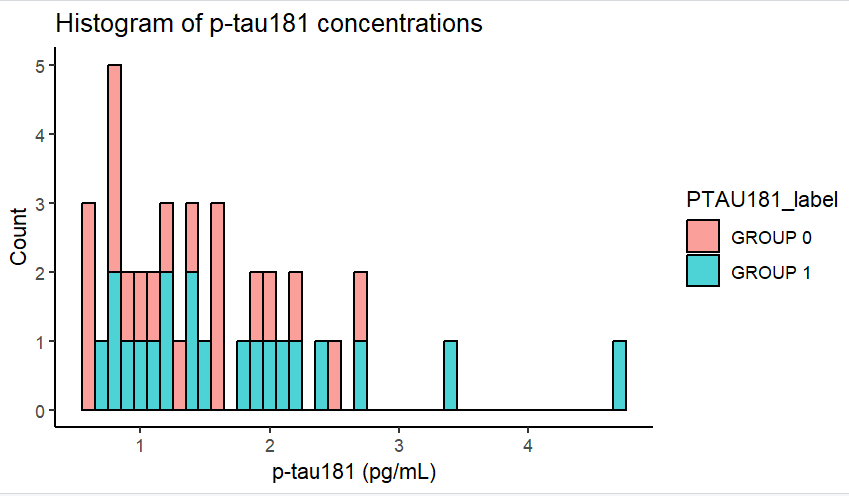 Histogram of p-tau181 concentrations
5
4
3
2
1
0
Count
1 2 3 4
p-tau181 (pg/mL)
PTAU181_label
GROUP 0
GROUP 1